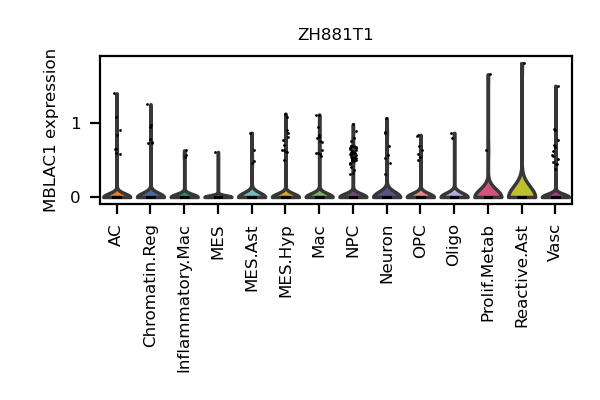 ZH881T1
MBLAC1 expression
1
0
AC
Chromatin.Reg
Inflammatory.Mac
MES
MES.Ast
MES.Hyp
Mac
NPC
Neuron
OPC
Oligo
Prolif.Metab
Reactive.Ast
Vasc